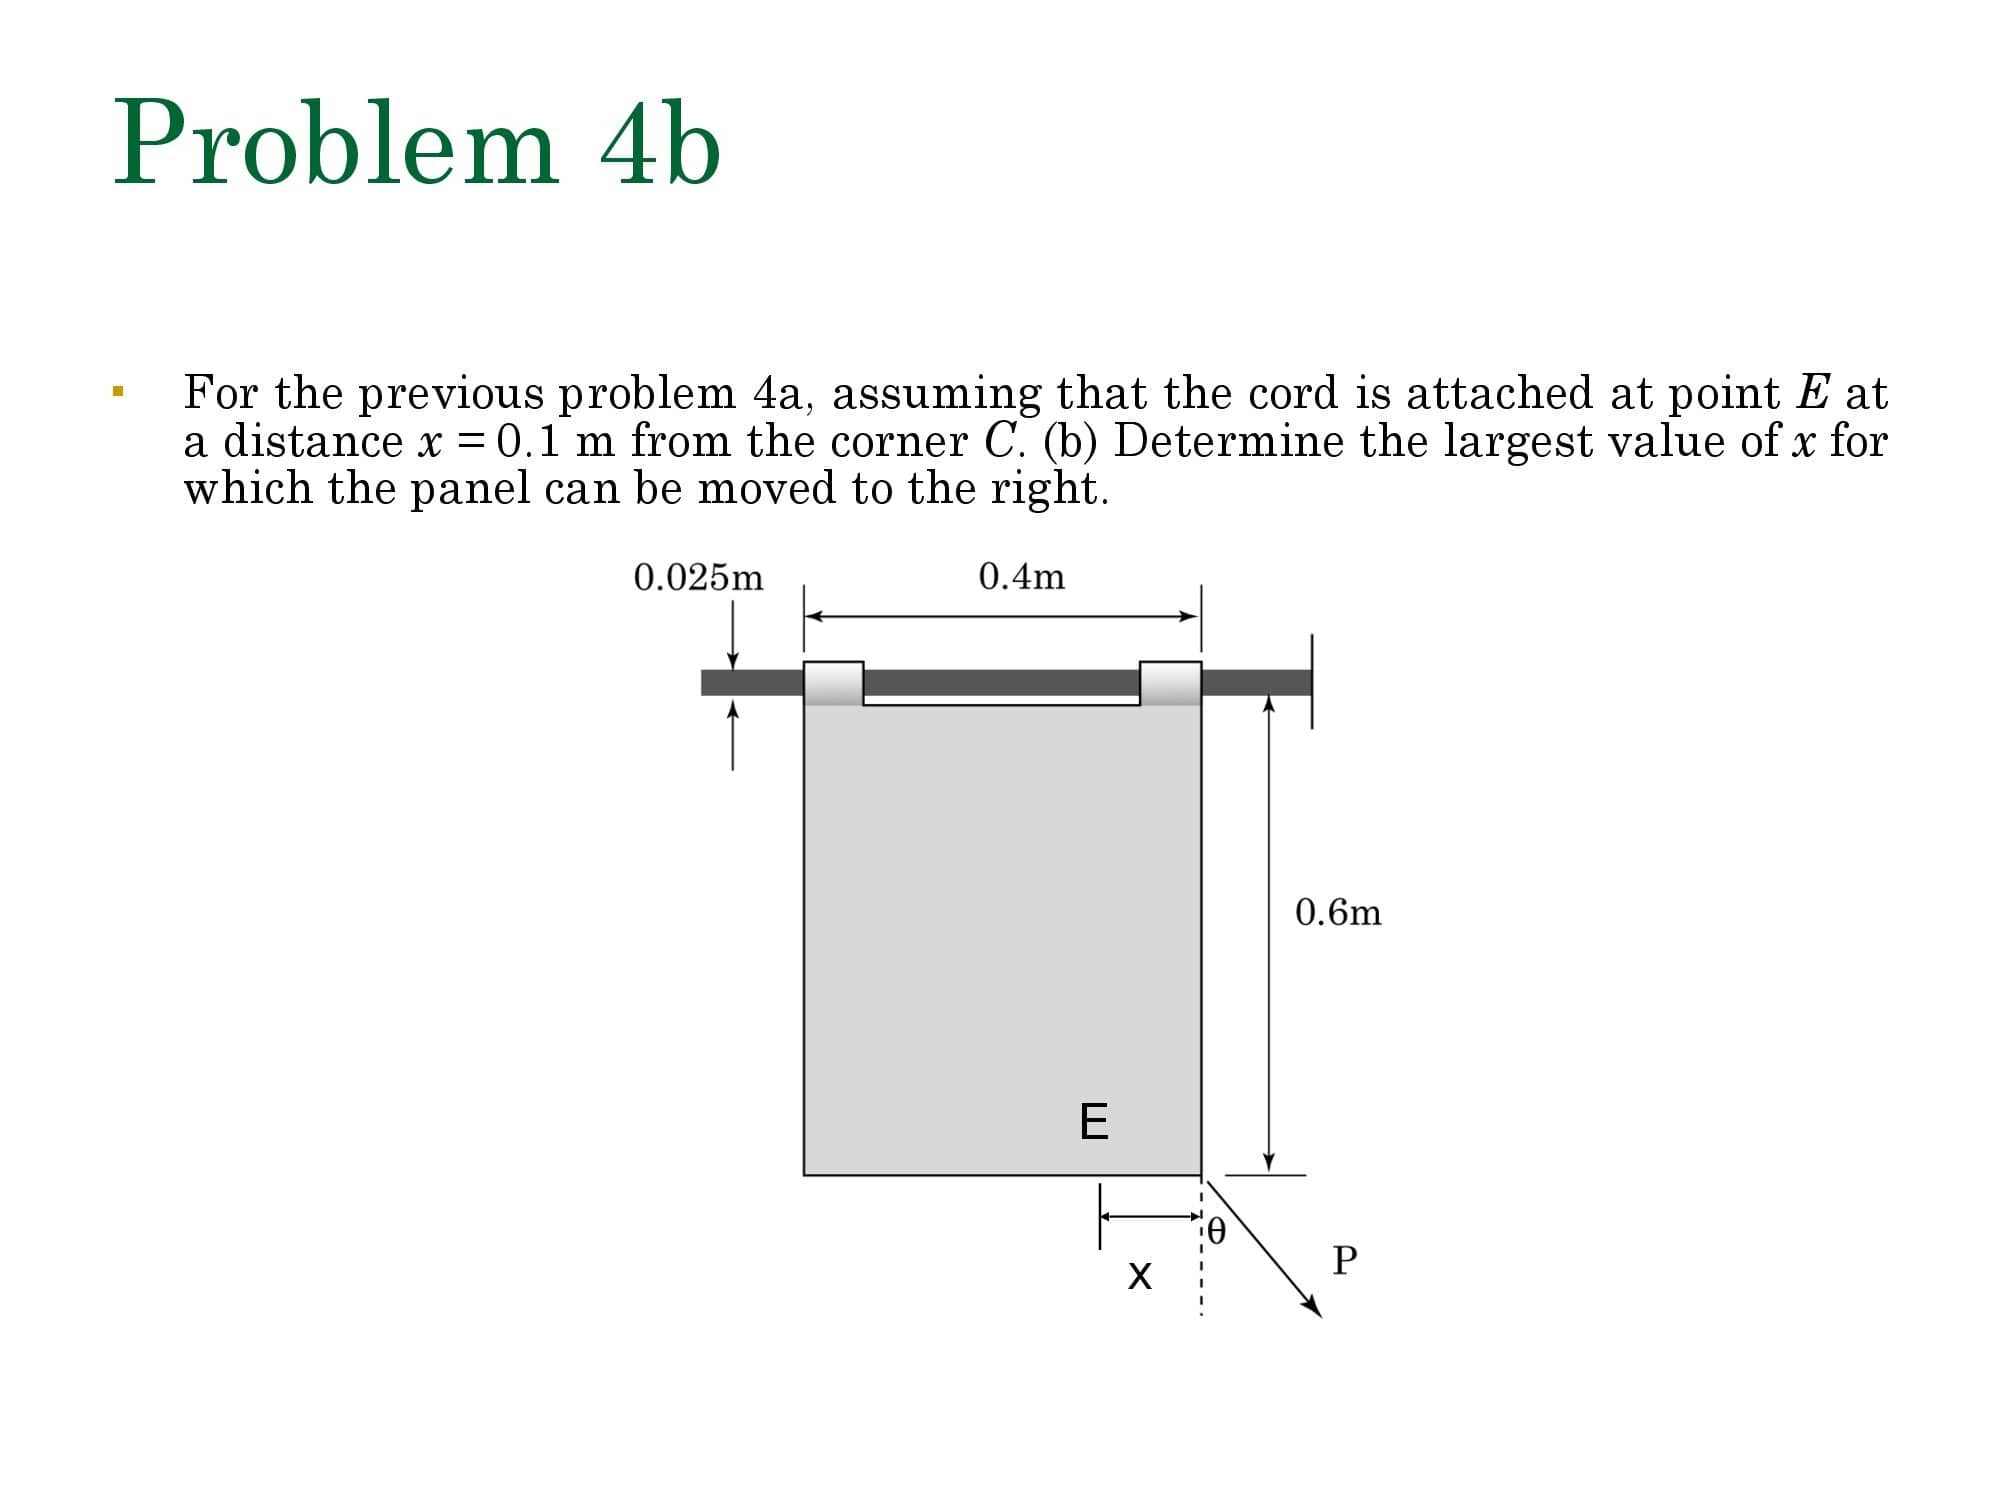 Problem 4b
▪ For the previous problem 4a, assuming that the cord is attached at point E at
a distance x = 0.1 m from the corner C. (b) Determine the largest value of x for
which the panel can be moved to the right.
0.025m
0.4m
0.6m
E
θ
x
P